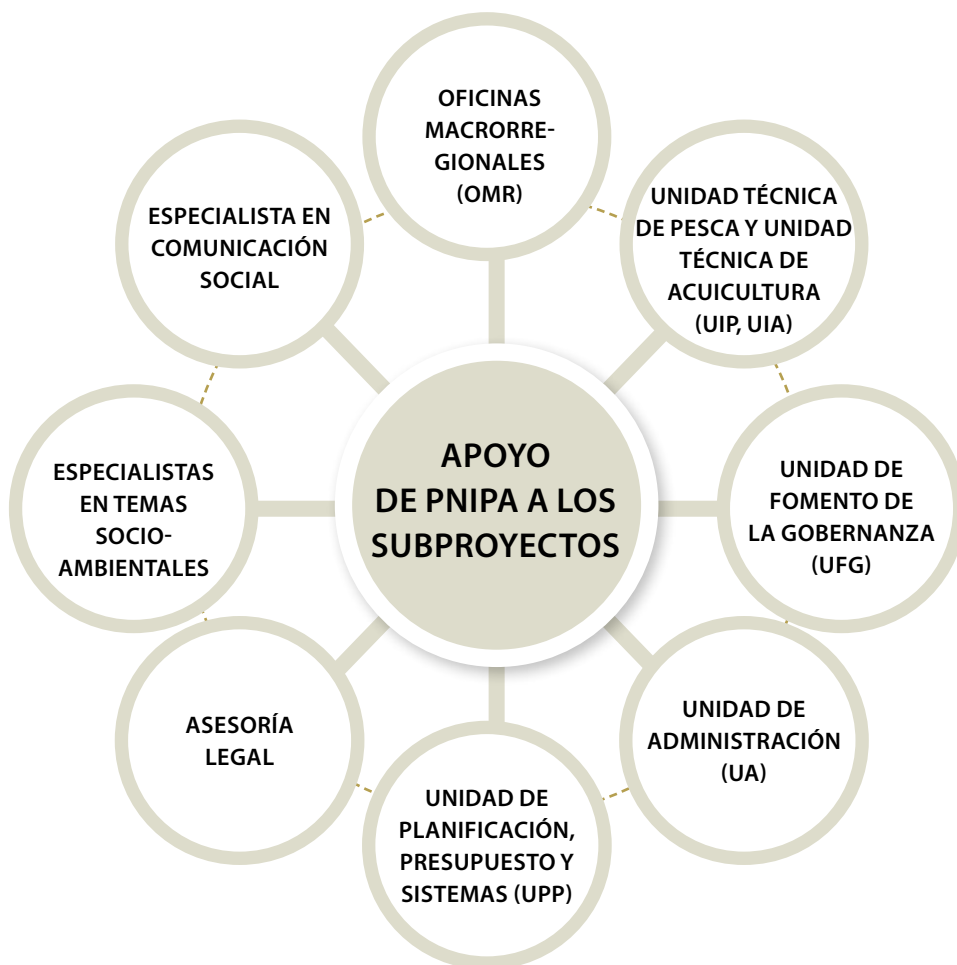 OFICINAS
MACRORRE-
GIONALES
(OMR)
UNIDAD TÉCNICA
DE PESCA Y UNIDAD
TÉCNICA DE
ACUICULTURA
(UIP, UIA)
UNIDAD DE
FOMENTO DE
LA GOBERNANZA
(UFG)
UNIDAD DE
ADMINISTRACIÓN
(UA)
UNIDAD DE
PLANIFICACIÓN,
PRESUPUESTO Y
SISTEMAS (UPP)
ASESORÍA
LEGAL
ESPECIALISTAS
EN TEMAS
SOCIO-
AMBIENTALES
ESPECIALISTA EN
COMUNICACIÓN
SOCIAL
APOYO
DE PNIPA A LOS
SUBPROYECTOS